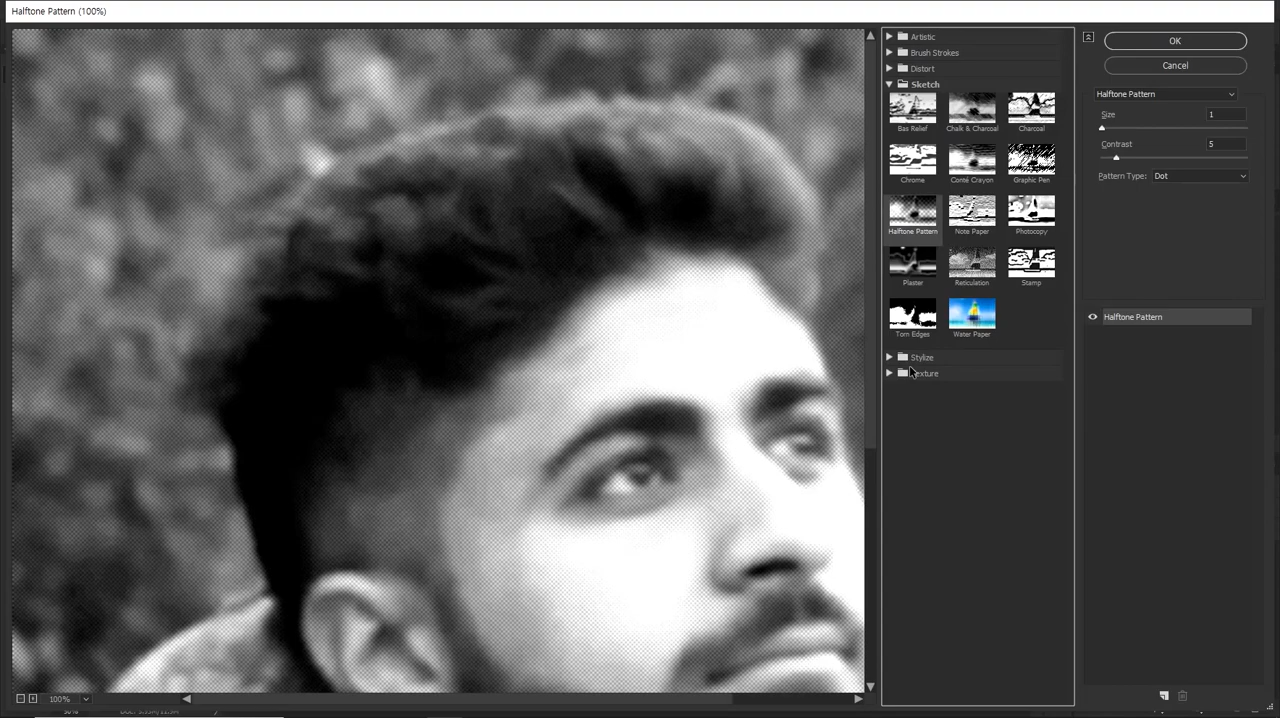 Halftone Pattern (100%)
Artistic
Brush Strokes
Distort
Sketch
Bas Relief
Chalk & Charcoal
Charcoal
Chrome
Conté Crayon
Graphic Pen
Halftone Pattern
Note Paper
Photocopy
Plaster
Reticulation
Stamp
Torn Edges
Water Paper
Stylize
Texture
OK
Cancel
Halftone Pattern
Size 1
Contrast 5
Pattern Type: Dot
Halftone Pattern
100%